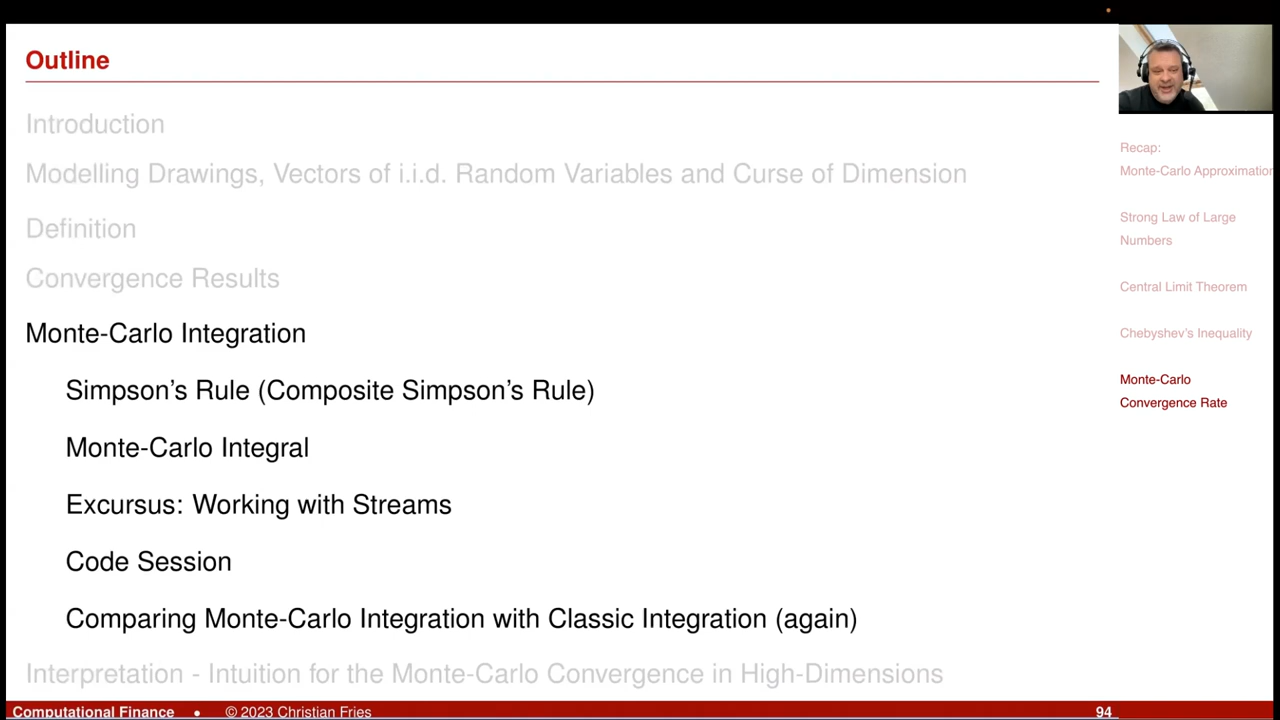 Outline
Introduction
Modelling Drawings, Vectors of i.i.d. Random Variables and Curse of Dimension
Definition
Convergence Results
Monte-Carlo Integration
Simpson's Rule (Composite Simpson's Rule)
Monte-Carlo Integral
Excursus: Working with Streams
Code Session
Comparing Monte-Carlo Integration with Classic Integration (again)
Interpretation - Intuition for the Monte-Carlo Convergence in High-Dimensions
Recap:
Monte-Carlo Approximation
Strong Law of Large
Numbers
Central Limit Theorem
Chebyshev's Inequality
Monte-Carlo
Convergence Rate
Computational Finance • © 2023 Christian Fries 94